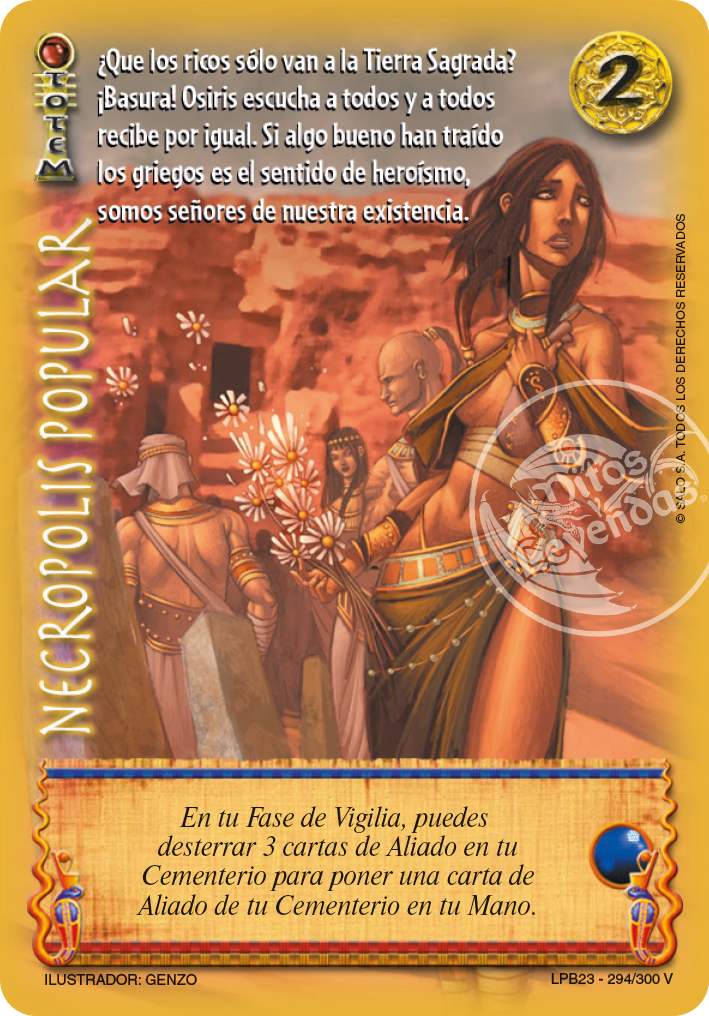 TOTEM
¿Que los ricos sólo van a la Tierra Sagrada?
¡Basura! Osiris escucha a todos y a todos
recibe por igual. Si algo bueno han traído
los griegos es el sentido de heroísmo,
somos señores de nuestra existencia.
2
NECROPOLIS POPULAR
© SALO S.A. TODOS LOS DERECHOS RESERVADOS
mitos
y
Leyendas®
En tu Fase de Vigilia, puedes
desterrar 3 cartas de Aliado en tu
Cementerio para poner una carta de
Aliado de tu Cementerio en tu Mano.
ILUSTRADOR: GENZO
LPB23 - 294/300 V